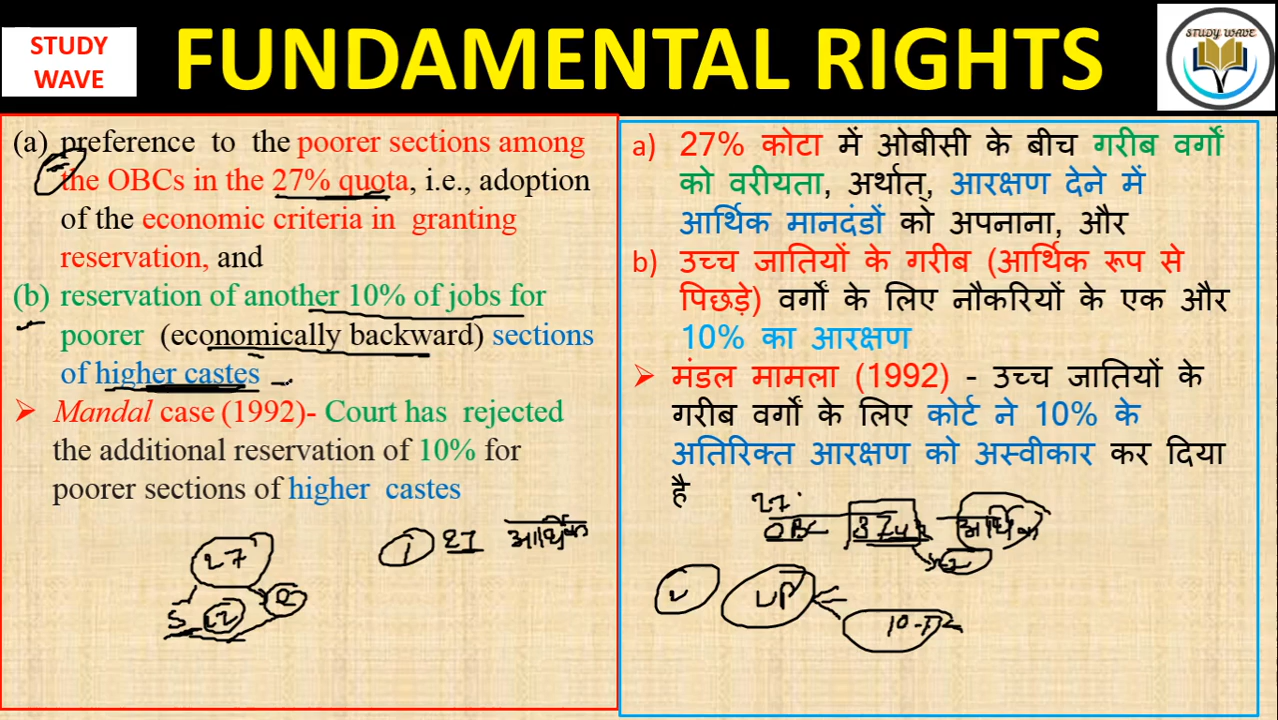 STUDY
WAVE
FUNDAMENTAL RIGHTS
STUDY WAVE
(a) preference to the poorer sections among
the OBCs in the 27% quota, i.e., adoption
of the economic criteria in granting
reservation, and
(b) reservation of another 10% of jobs for
poorer (economically backward) sections
of higher castes
➢ Mandal case (1992)- Court has rejected
the additional reservation of 10% for
poorer sections of higher castes
27
22
1 27 आर्थिक
a) 27% कोटा में ओबीसी के बीच गरीब वर्गों
को वरीयता, अर्थात्, आरक्षण देने में
आर्थिक मानदंडों को अपनाना, और
b) उच्च जातियों के गरीब (आर्थिक रूप से
पिछड़े) वर्गों के लिए नौकरियों के एक और
10% का आरक्षण
➢ मंडल मामला (1992) - उच्च जातियों के
गरीब वर्गों के लिए कोर्ट ने 10% के
अतिरिक्त आरक्षण को अस्वीकार कर दिया
है
27
OBC आर्थिक
UP